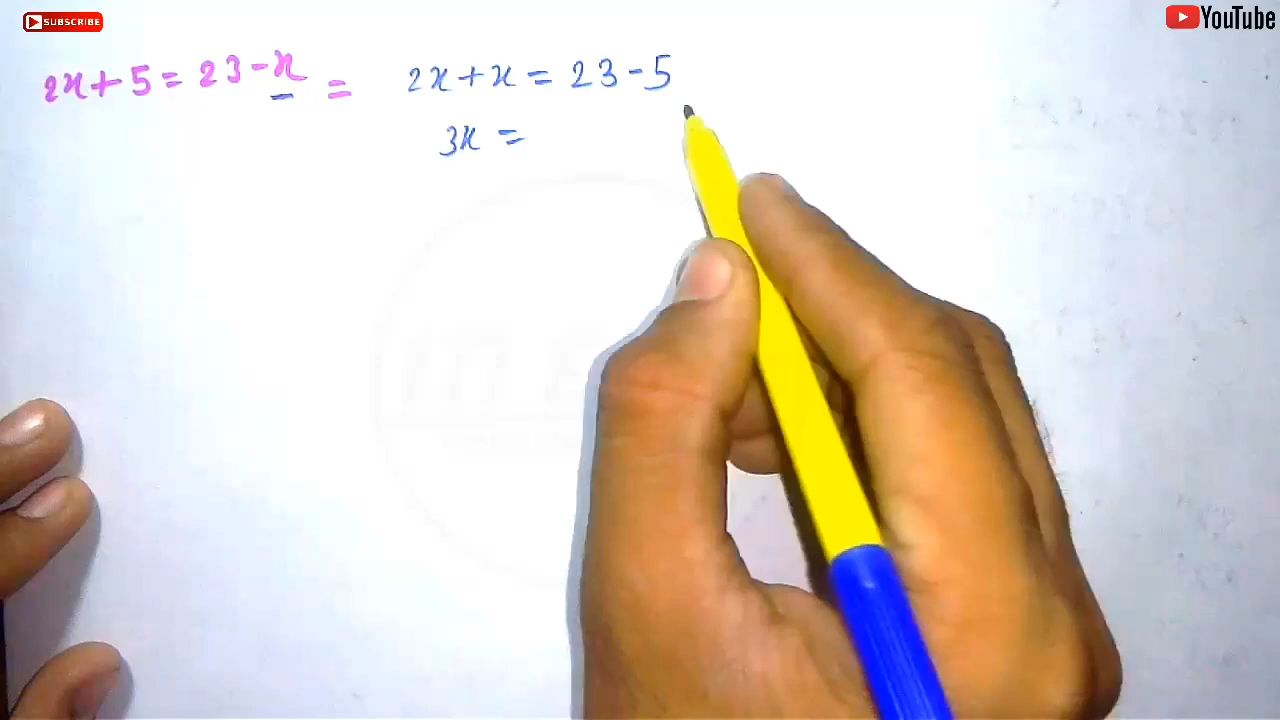 SUBSCRIBE
YouTube
2x+5=23-x = 2x+x=23-5
3x =